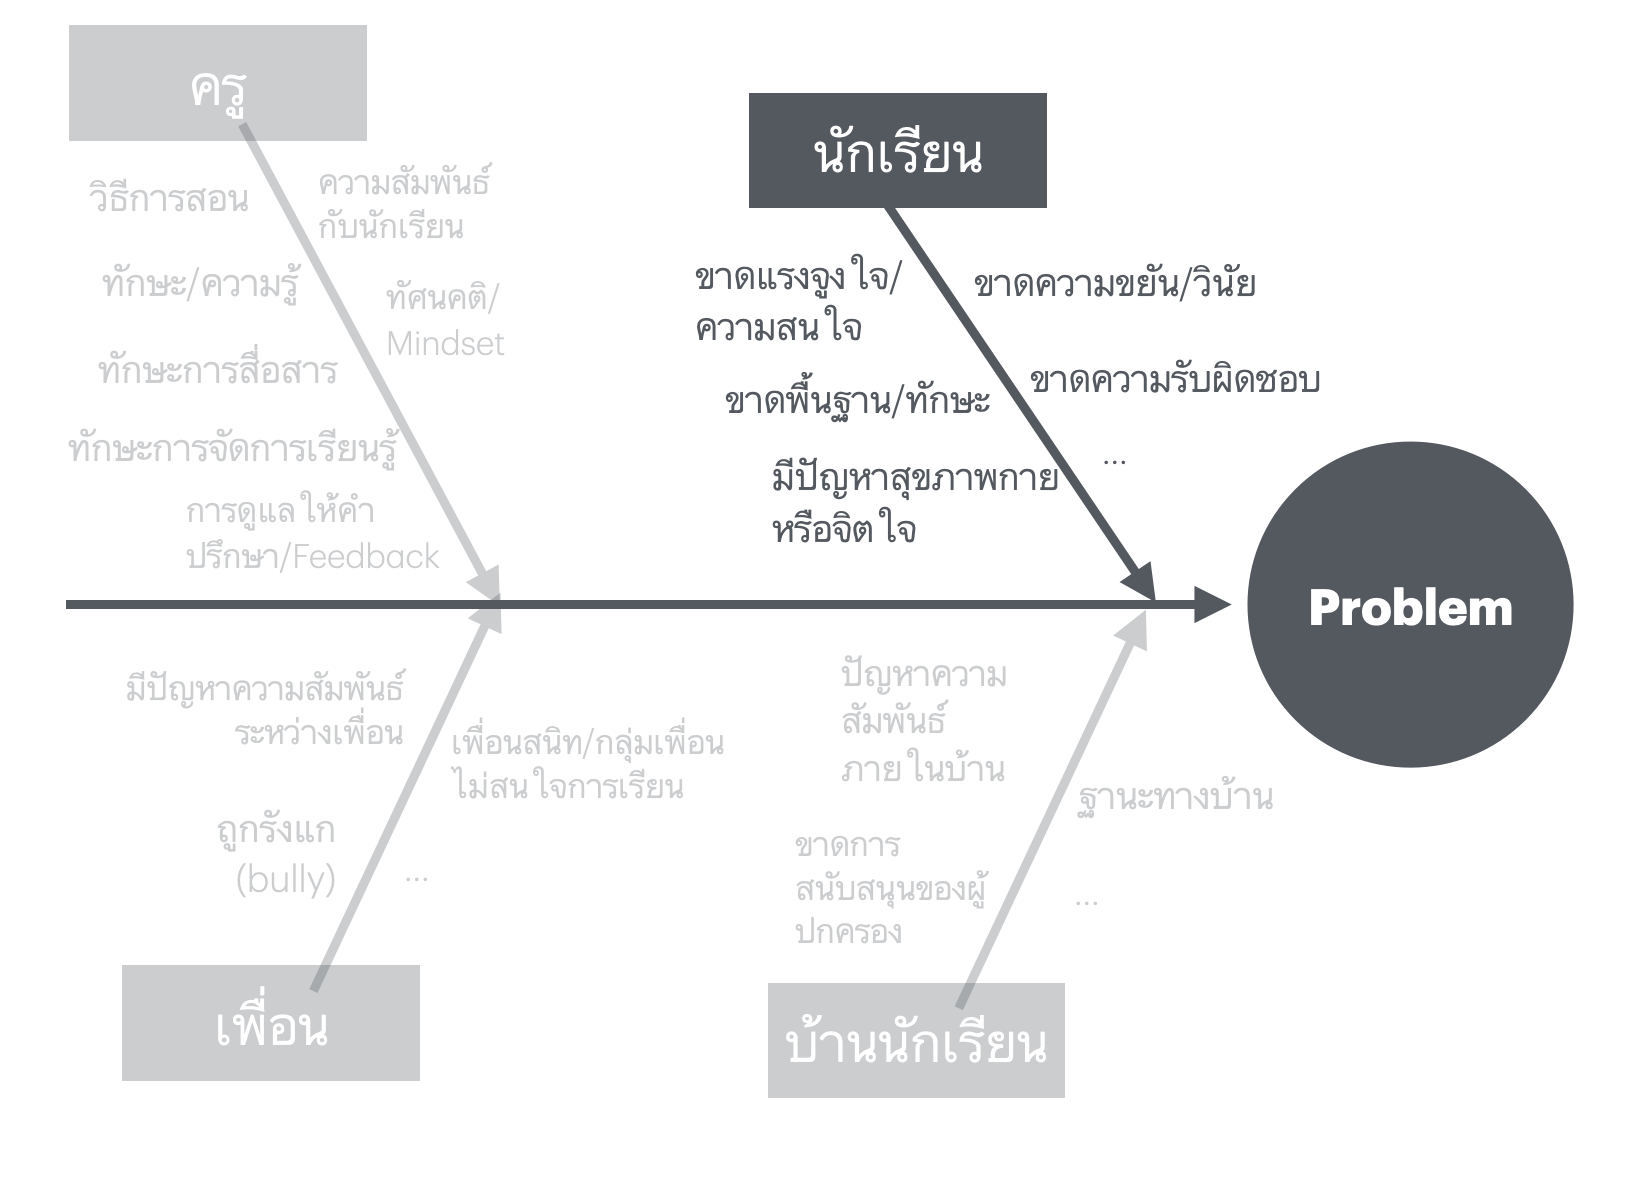 ครู
วิธีการสอน
ความสัมพันธ์
กับนักเรียน
ทักษะ/ความรู้
ทัศนคติ/
Mindset
ทักษะการสื่อสาร
ทักษะการจัดการเรียนรู้
การดูแลให้คำ
ปรึกษา/Feedback
นักเรียน
ขาดแรงจูงใจ/
ความสนใจ
ขาดความขยัน/วินัย
ขาดพื้นฐาน/ทักษะ
ขาดความรับผิดชอบ
มีปัญหาสุขภาพกาย
หรือจิตใจ
...
Problem
มีปัญหาความสัมพันธ์
ระหว่างเพื่อน
เพื่อนสนิท/กลุ่มเพื่อน
ไม่สนใจการเรียน
ถูกรังแก
(bully)
...
เพื่อน
ปัญหาความ
สัมพันธ์
ภายในบ้าน
ฐานะทางบ้าน
ขาดการ
สนับสนุนของผู้
ปกครอง
...
บ้านนักเรียน